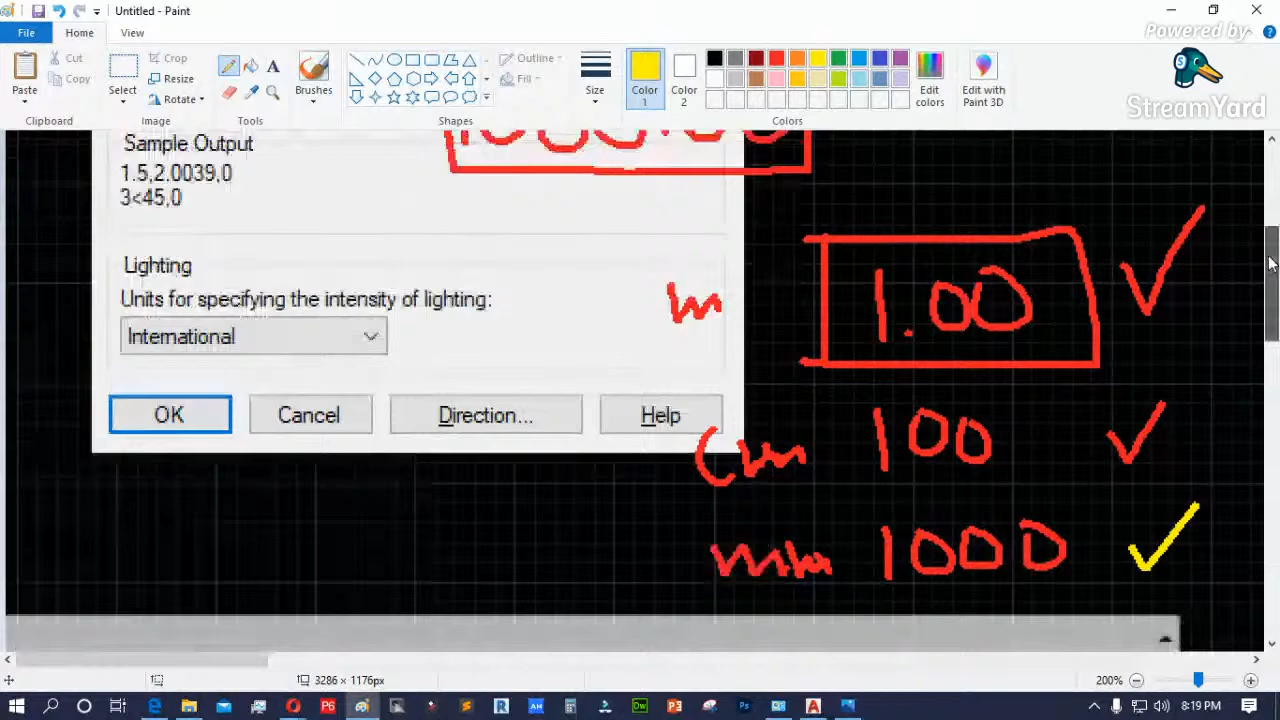 Untitled - Paint
Powered by
File
Home
View
Paste
Cut
Copy
Select
Crop
Resize
Rotate
Brushes
Outline
Fill
Size
Color 1
Color 2
Edit colors
Edit with Paint 3D
StreamYard
Clipboard
Image
Tools
Shapes
Colors
Sample Output
1.5,2.0039,0
3<45,0
Lighting
Units for specifying the intensity of lighting:
International
m 1.00
OK
Cancel
Direction...
Help
Cm 100
mm 1000
3286 × 1176px
200%
8:19 PM